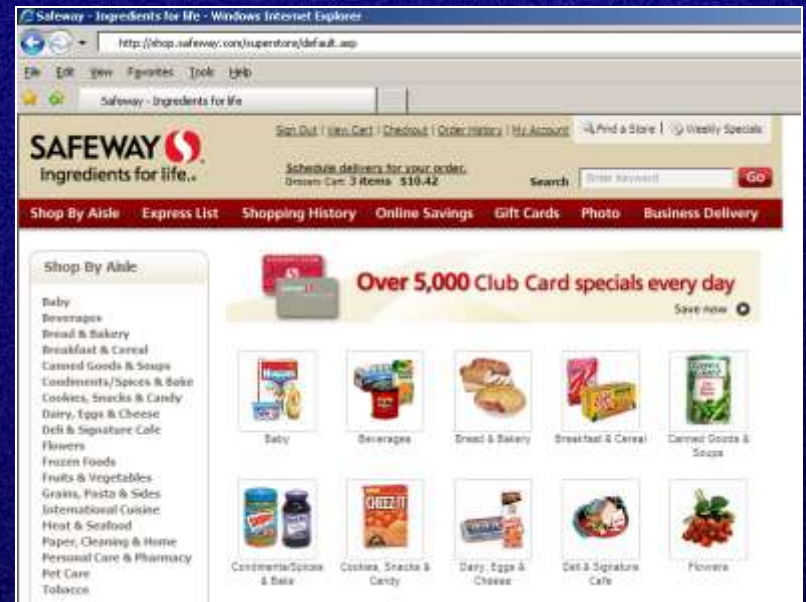 Safeway - Ingredients for life - Windows Internet Explorer
http://shop.safeway.com/superstore/default.asp
File Edit View Favorites Tools Help
Safeway - Ingredients for life
SAFEWAY
Ingredients for life..
Sign Out | View Cart | Checkout | Order History | My Account
Find a Store | Weekly Specials
Schedule delivery for your order.
Grocery Cart: 3 items $10.42
Search
Enter Keyword
Go
Shop By Aisle Express List Shopping History Online Savings Gift Cards Photo Business Delivery
Shop By Aisle
Baby
Beverages
Bread & Bakery
Breakfast & Cereal
Canned Goods & Soups
Condiments/Spices & Bake
Cookies, Snacks & Candy
Dairy, Eggs & Cheese
Deli & Signature Cafe
Flowers
Frozen Foods
Fruits & Vegetables
Grains, Pasta & Sides
International Cuisine
Meat & Seafood
Paper, Cleaning & Home
Personal Care & Pharmacy
Pet Care
Tobacco
Over 5,000 Club Card specials every day
Save now
Baby
Beverages
Bread & Bakery
Breakfast & Cereal
Canned Goods &
Soups
CHEEZ-IT
Condiments/Spices
& Bake
Cookies, Snacks &
Candy
Dairy, Eggs &
Cheese
Deli & Signature
Cafe
Flowers